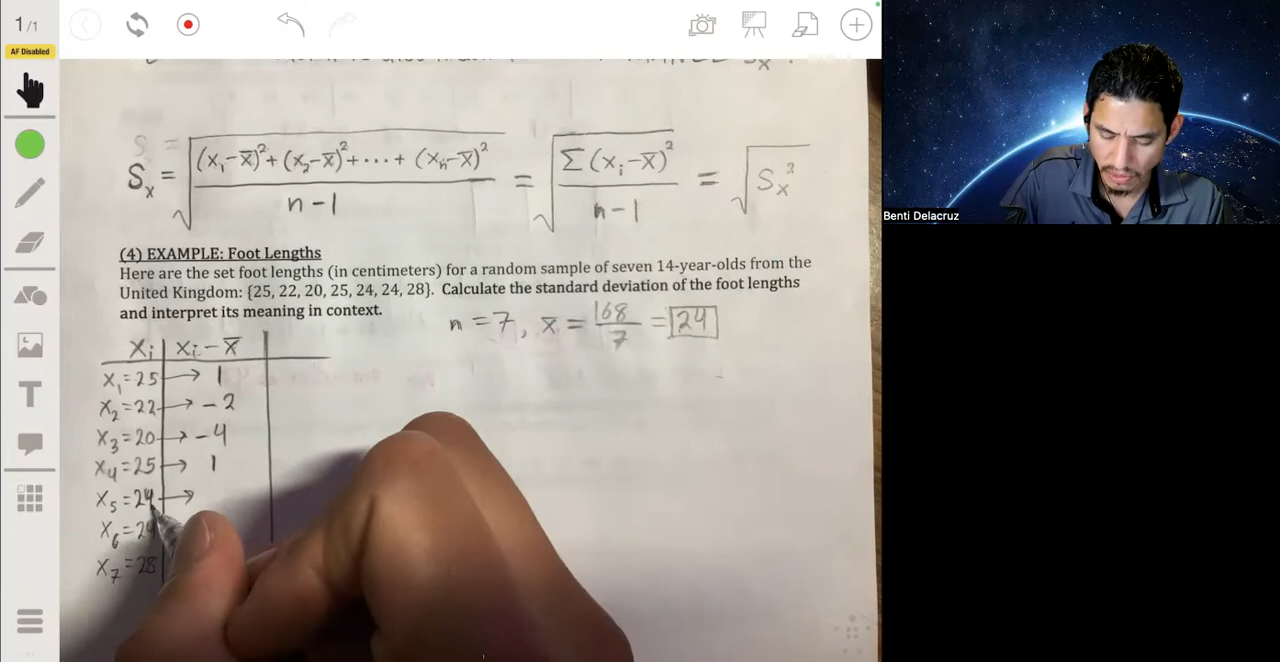 1/1
AF Disabled
T
Benti Delacruz
S_x = √((x₁-x̄)²+(x₂-x̄)²+···+(xₙ-x̄)² / n-1) = √(Σ(xᵢ-x̄)² / n-1) = √(S_x²)
(4) EXAMPLE: Foot Lengths
Here are the set foot lengths (in centimeters) for a random sample of seven 14-year-olds from the
United Kingdom: {25, 22, 20, 25, 24, 24, 28}. Calculate the standard deviation of the foot lengths
and interpret its meaning in context.
n = 7, x̄ = 168/7 = 24
xᵢ | xᵢ - x̄
x₁ = 25 → 1
x₂ = 22 → -2
x₃ = 20 → -4
x₄ = 25 → 1
x₅ = 24 →
x₆ = 24
x₇ = 28